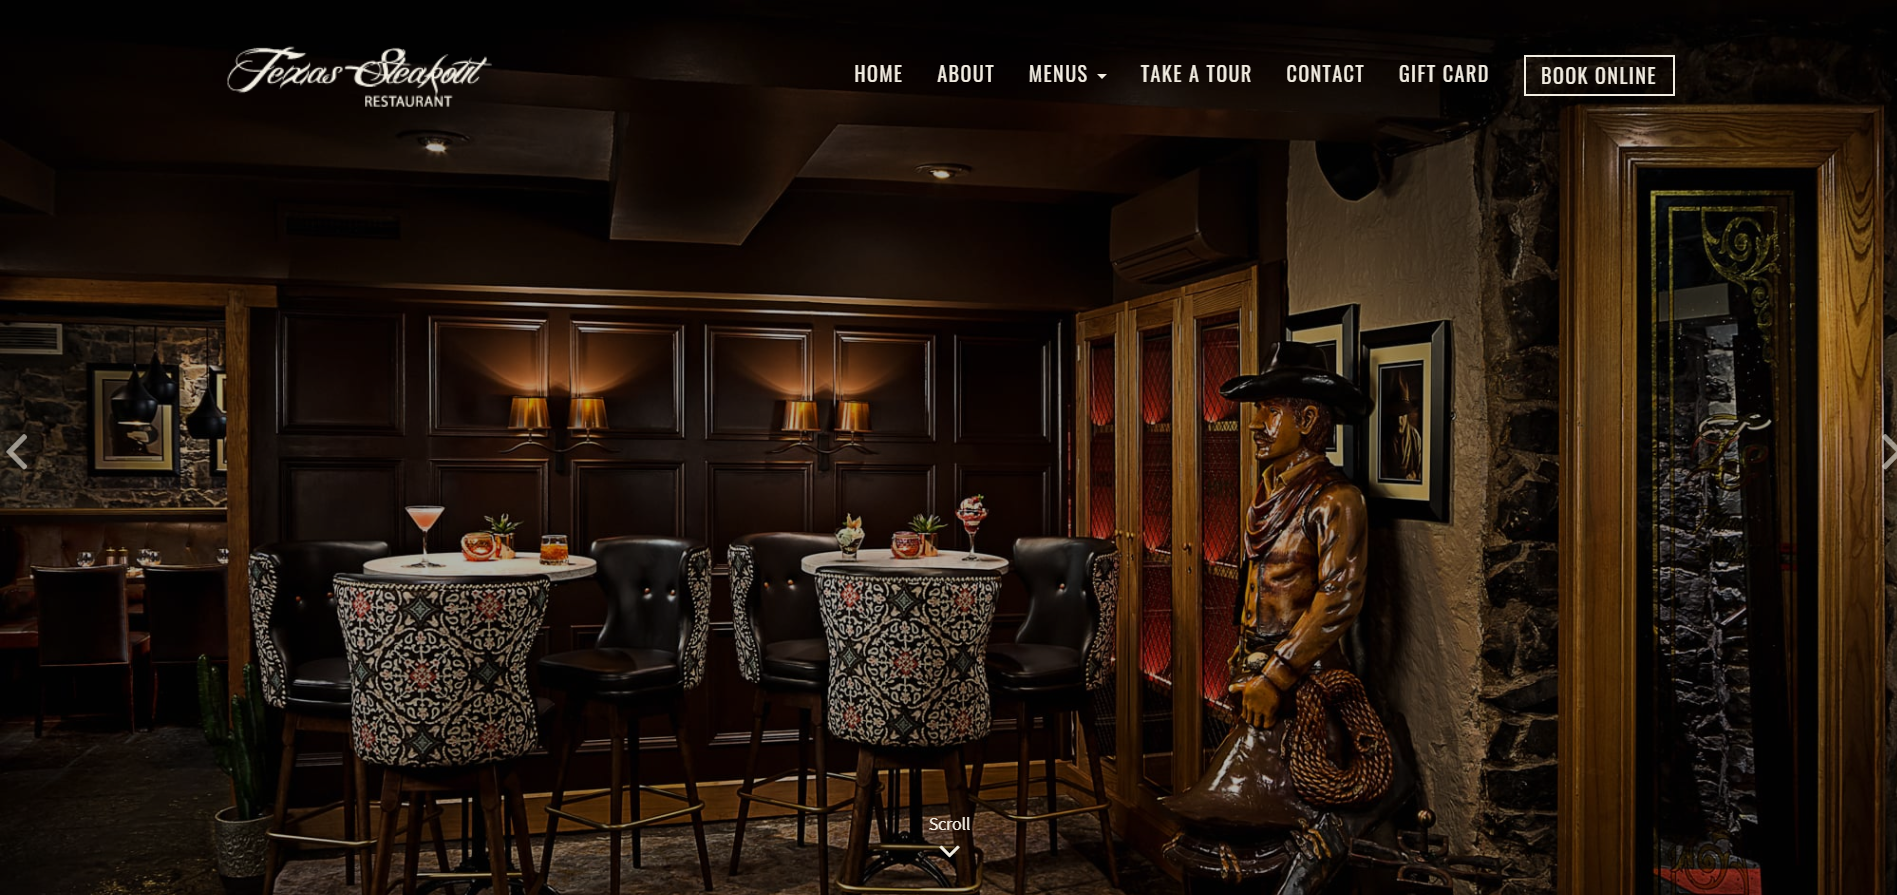 Texas Steakout
RESTAURANT
HOME ABOUT MENUS TAKE A TOUR CONTACT GIFT CARD BOOK ONLINE
Scroll